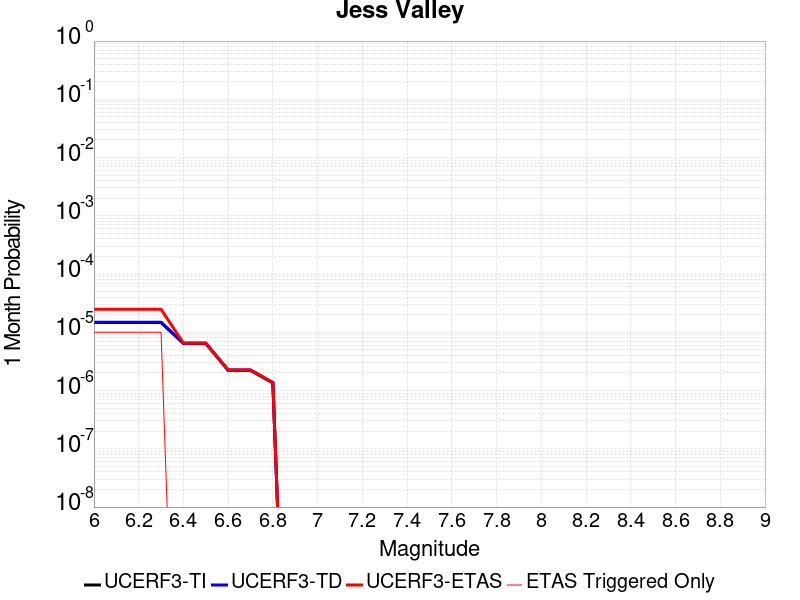 Jess Valley
10^0
10^-1
10^-2
10^-3
10^-4
10^-5
10^-6
10^-7
10^-8
1 Month Probability
6 6.2 6.4 6.6 6.8 7 7.2 7.4 7.6 7.8 8 8.2 8.4 8.6 8.8 9
Magnitude
UCERF3-TI UCERF3-TD UCERF3-ETAS ETAS Triggered Only